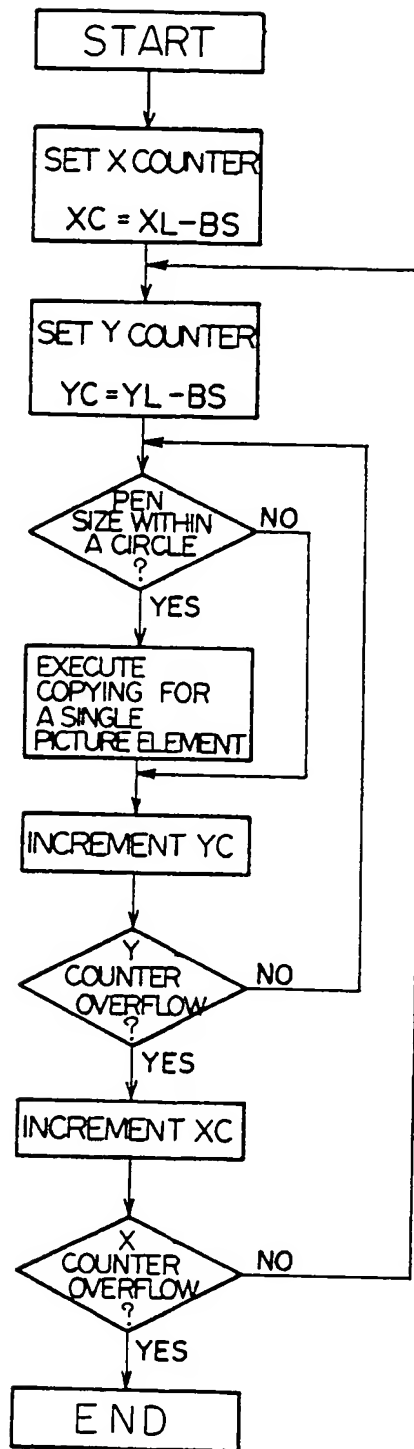 START
SET X COUNTER
XC = XL-BS
SET Y COUNTER
YC = YL-BS
PEN
SIZE WITHIN
A CIRCLE
?
NO
YES
EXECUTE
COPYING FOR
A SINGLE
PICTURE ELEMENT
INCREMENT YC
Y
COUNTER
OVERFLOW
?
NO
YES
INCREMENT XC
X
COUNTER
OVERFLOW
?
NO
YES
END